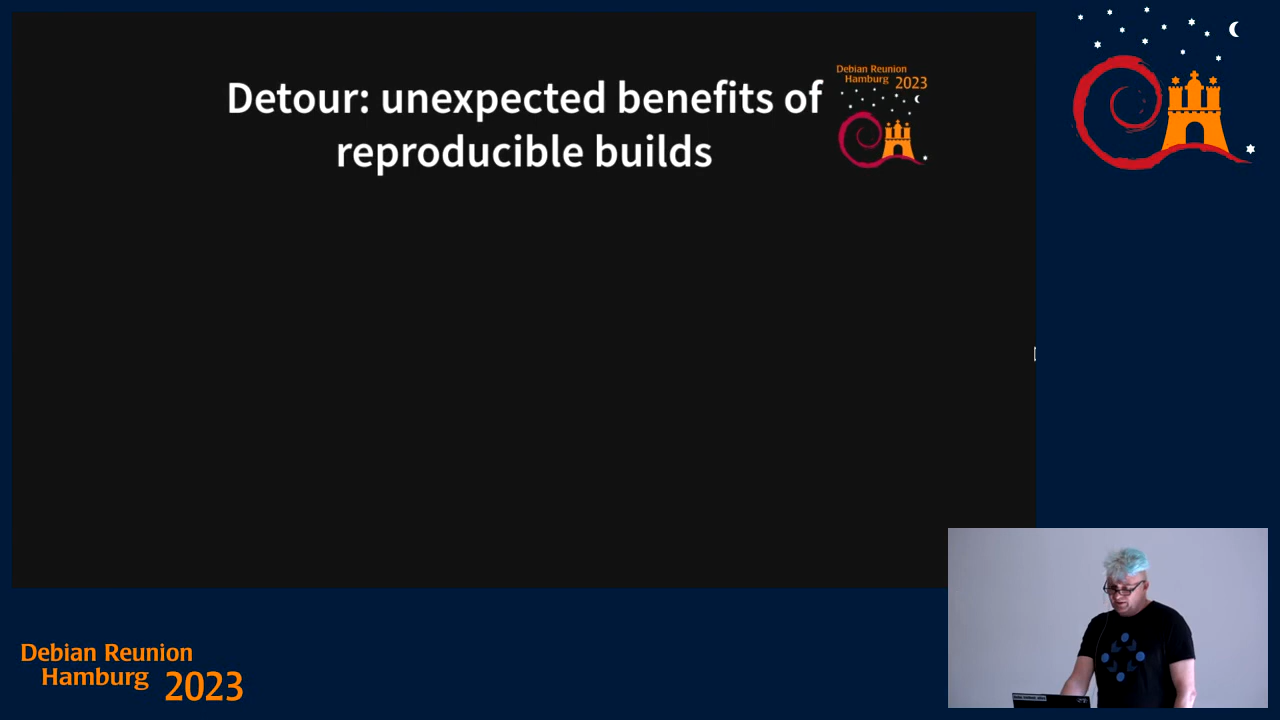 Detour: unexpected benefits of
reproducible builds
Debian Reunion
Hamburg 2023
Debian Reunion
Hamburg 2023